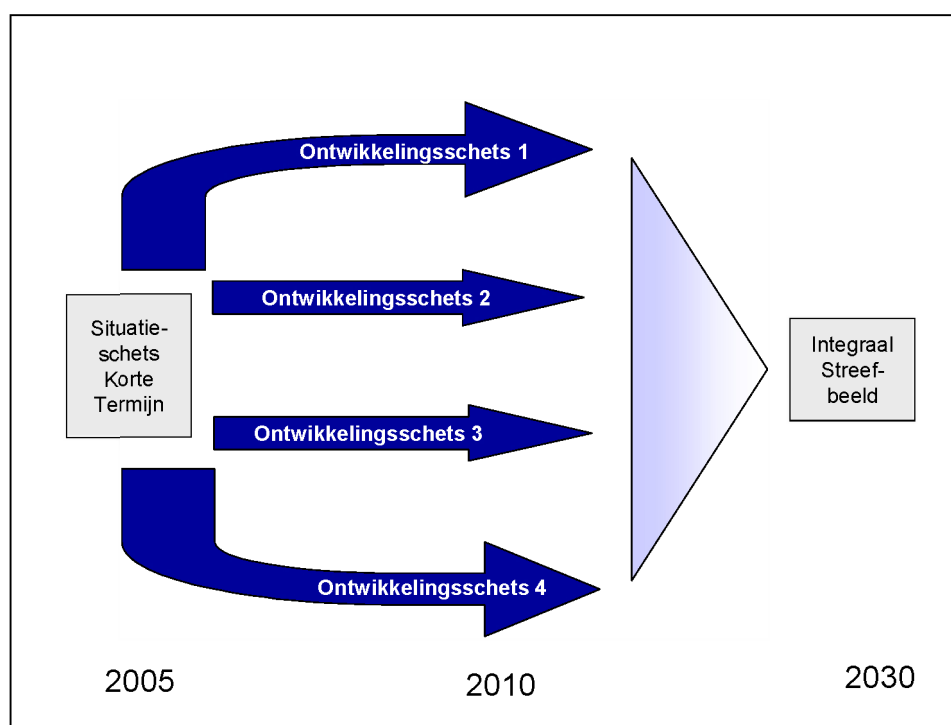 Ontwikkelingsschets 1
Ontwikkelingsschets 2
Situatie-
schets
Korte
Termijn
Integraal
Streef-
beeld
Ontwikkelingsschets 3
Ontwikkelingsschets 4
2005
2010
2030